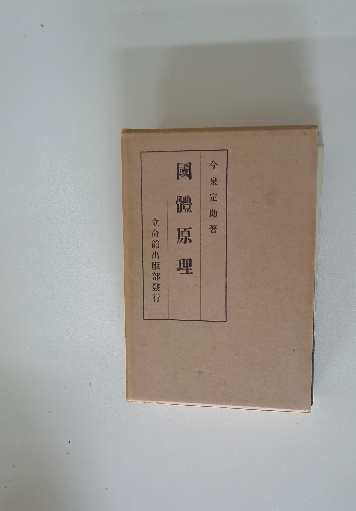 今泉定助著
國體原理
立命館出版部發行